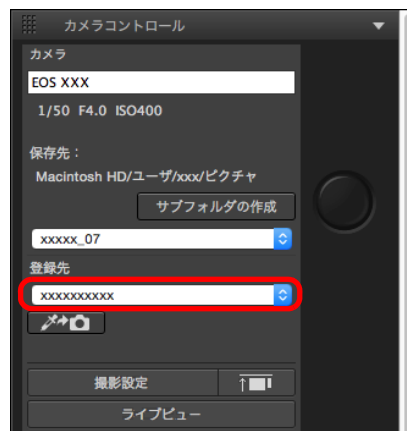 カメラコントロール
カメラ
EOS XXX
1/50 F4.0 ISO400
保存先：
Macintosh HD/ユーザ/xxx/ピクチャ
サブフォルダの作成
xxxxx_07
登録先
xxxxxxxxxx
撮影設定
ライブビュー